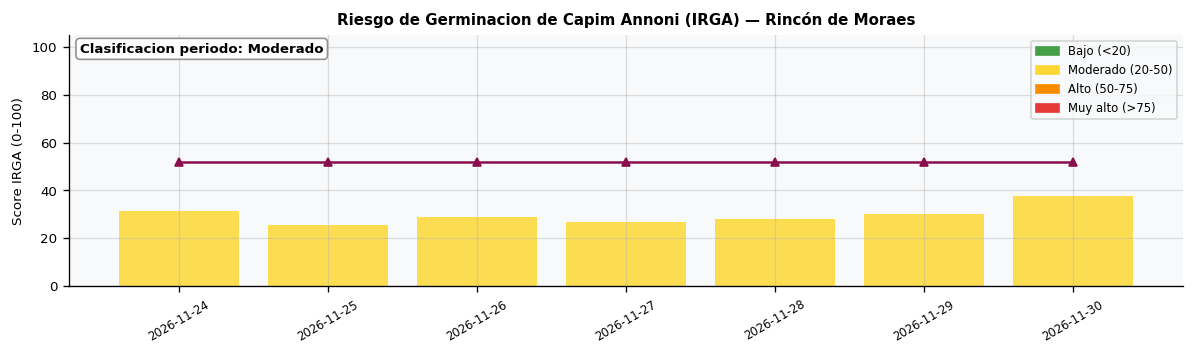 Riesgo de Germinacion de Capim Annoni (IRGA) — Rincón de Moraes
Clasificacion periodo: Moderado
Bajo (<20)
Moderado (20-50)
Alto (50-75)
Muy alto (>75)
Score IRGA (0-100)
100
80
60
40
20
0
2026-11-24
2026-11-25
2026-11-26
2026-11-27
2026-11-28
2026-11-29
2026-11-30